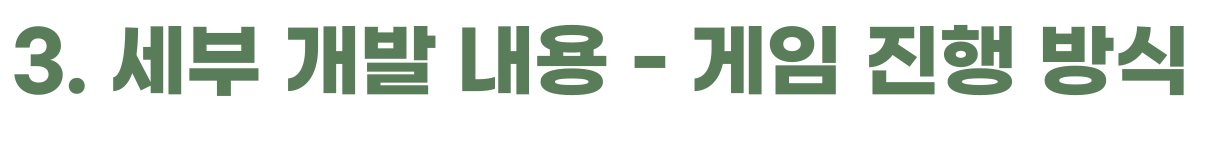 3. 세부 개발 내용 - 게임 진행 방식